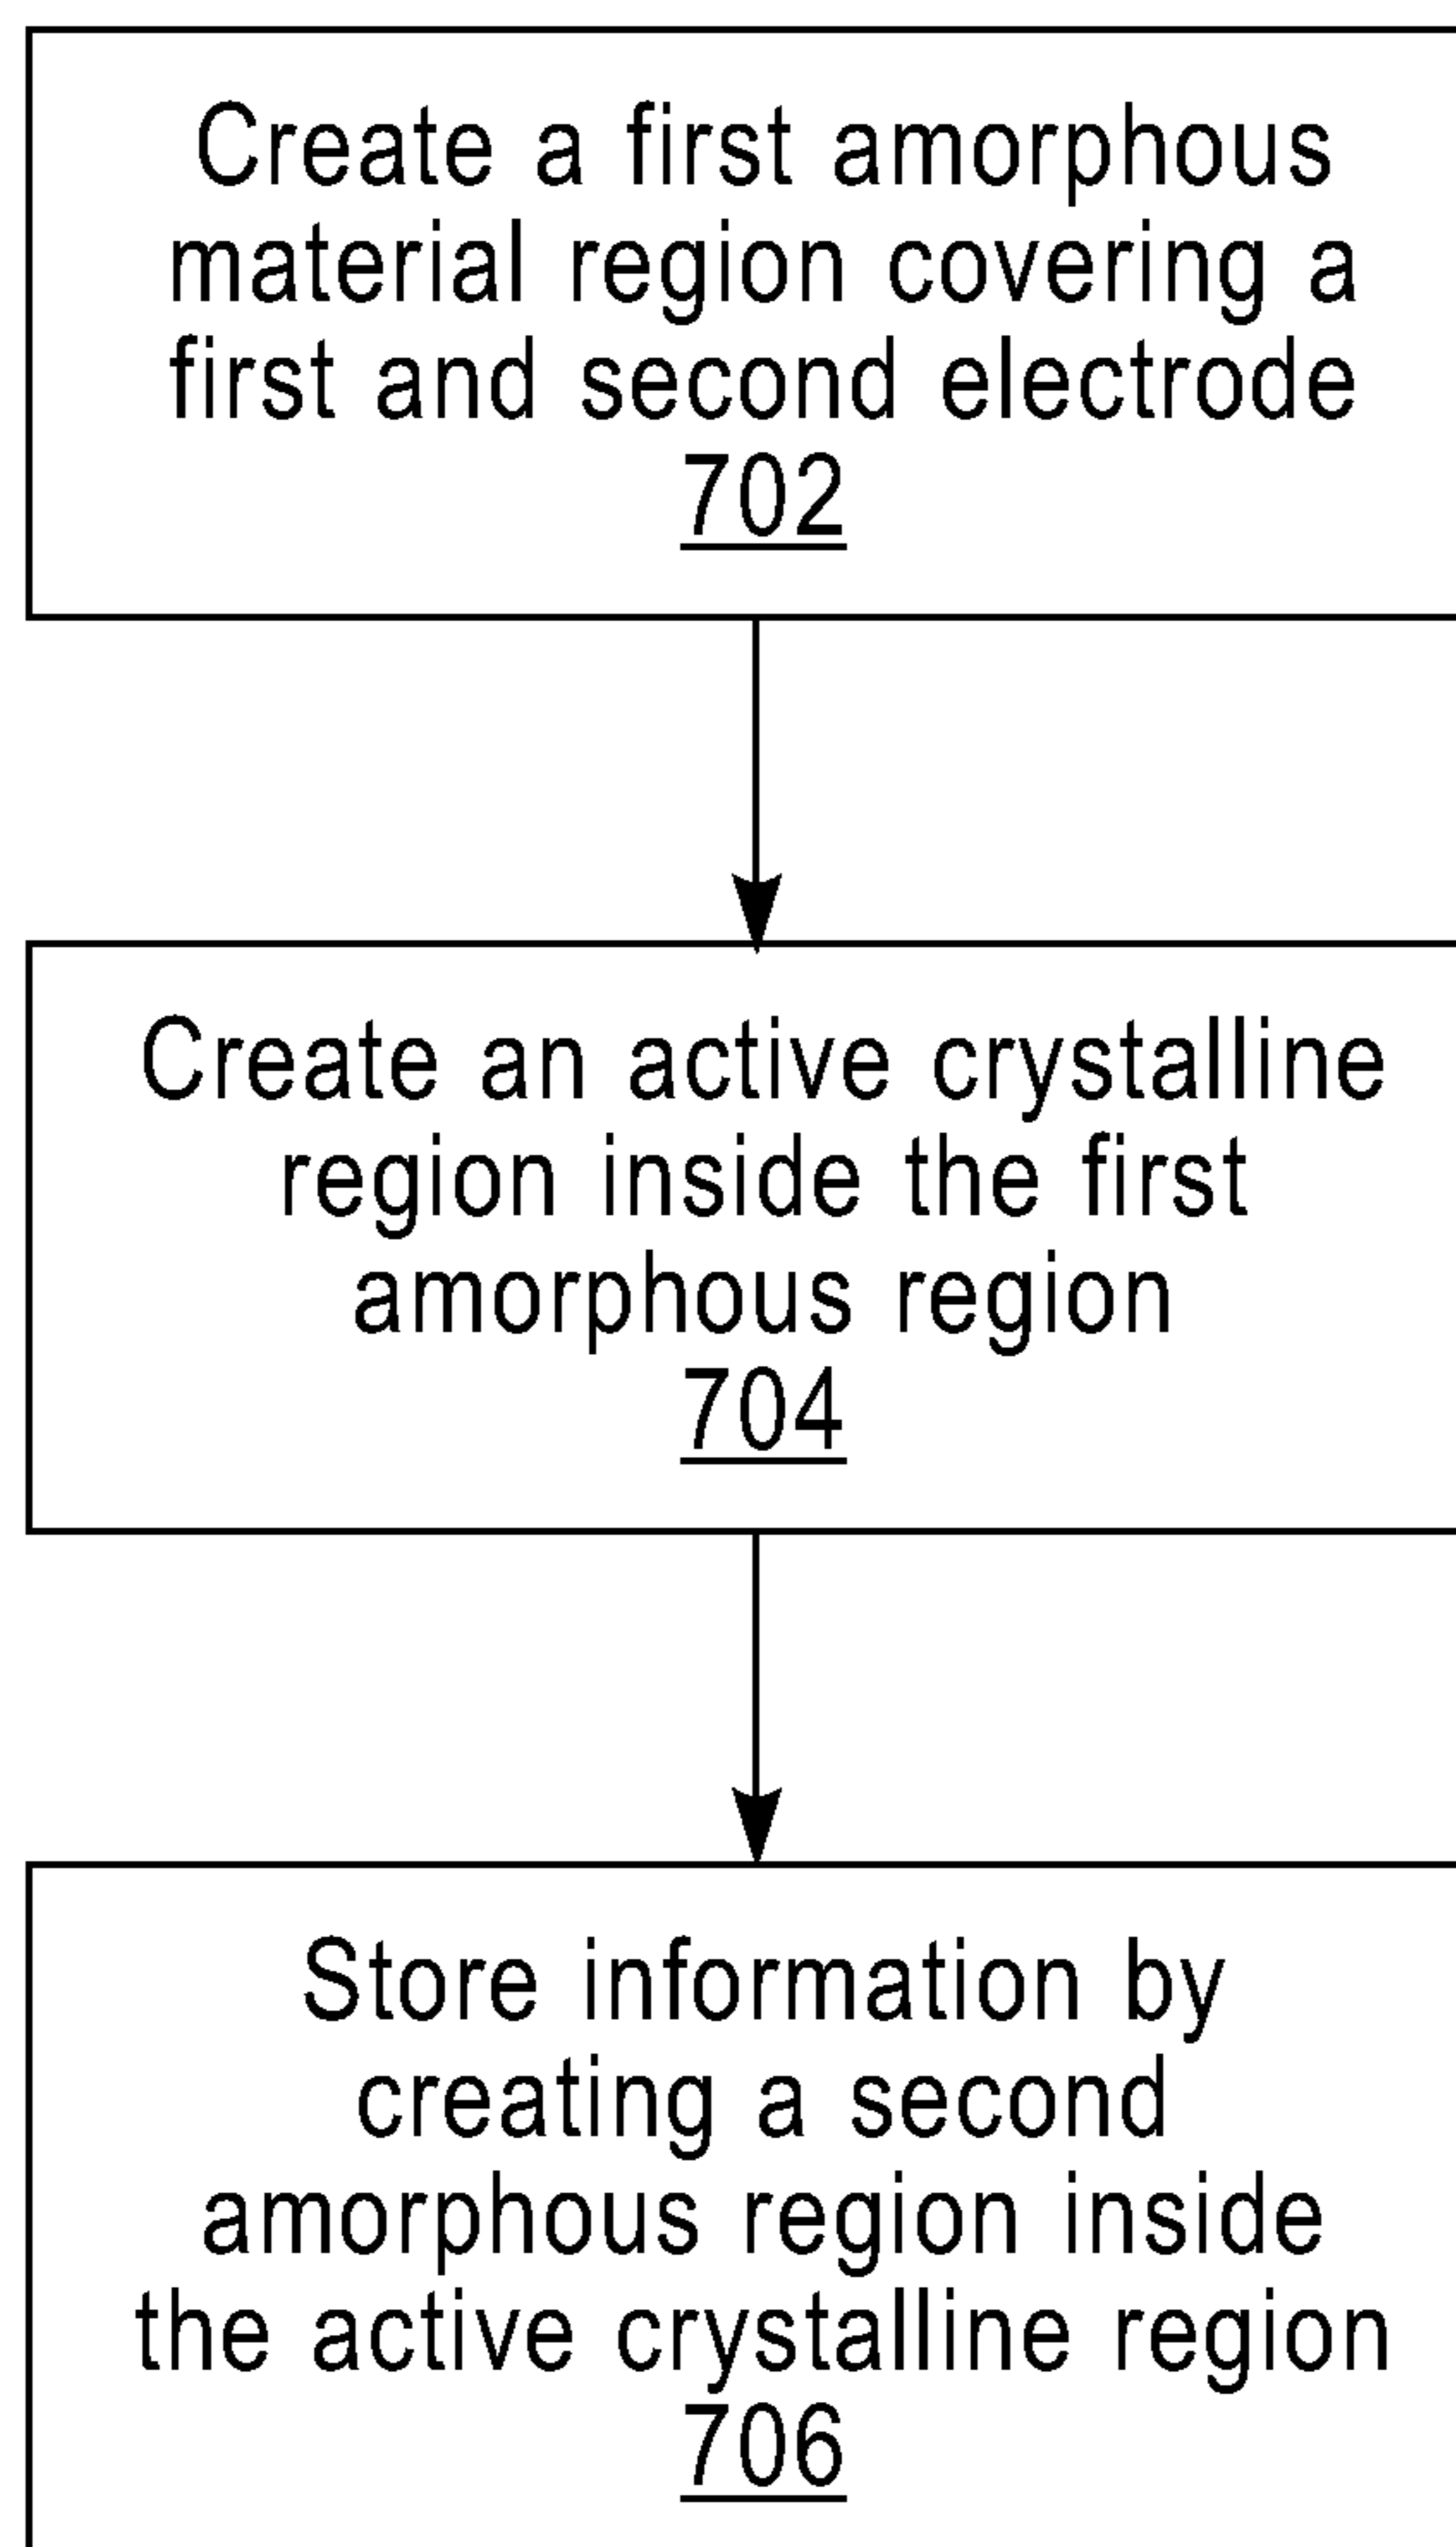 Create a first amorphous
material region covering a
first and second electrode
702
Create an active crystalline
region inside the first
amorphous region
704
Store information by
creating a second
amorphous region inside
the active crystalline region
706